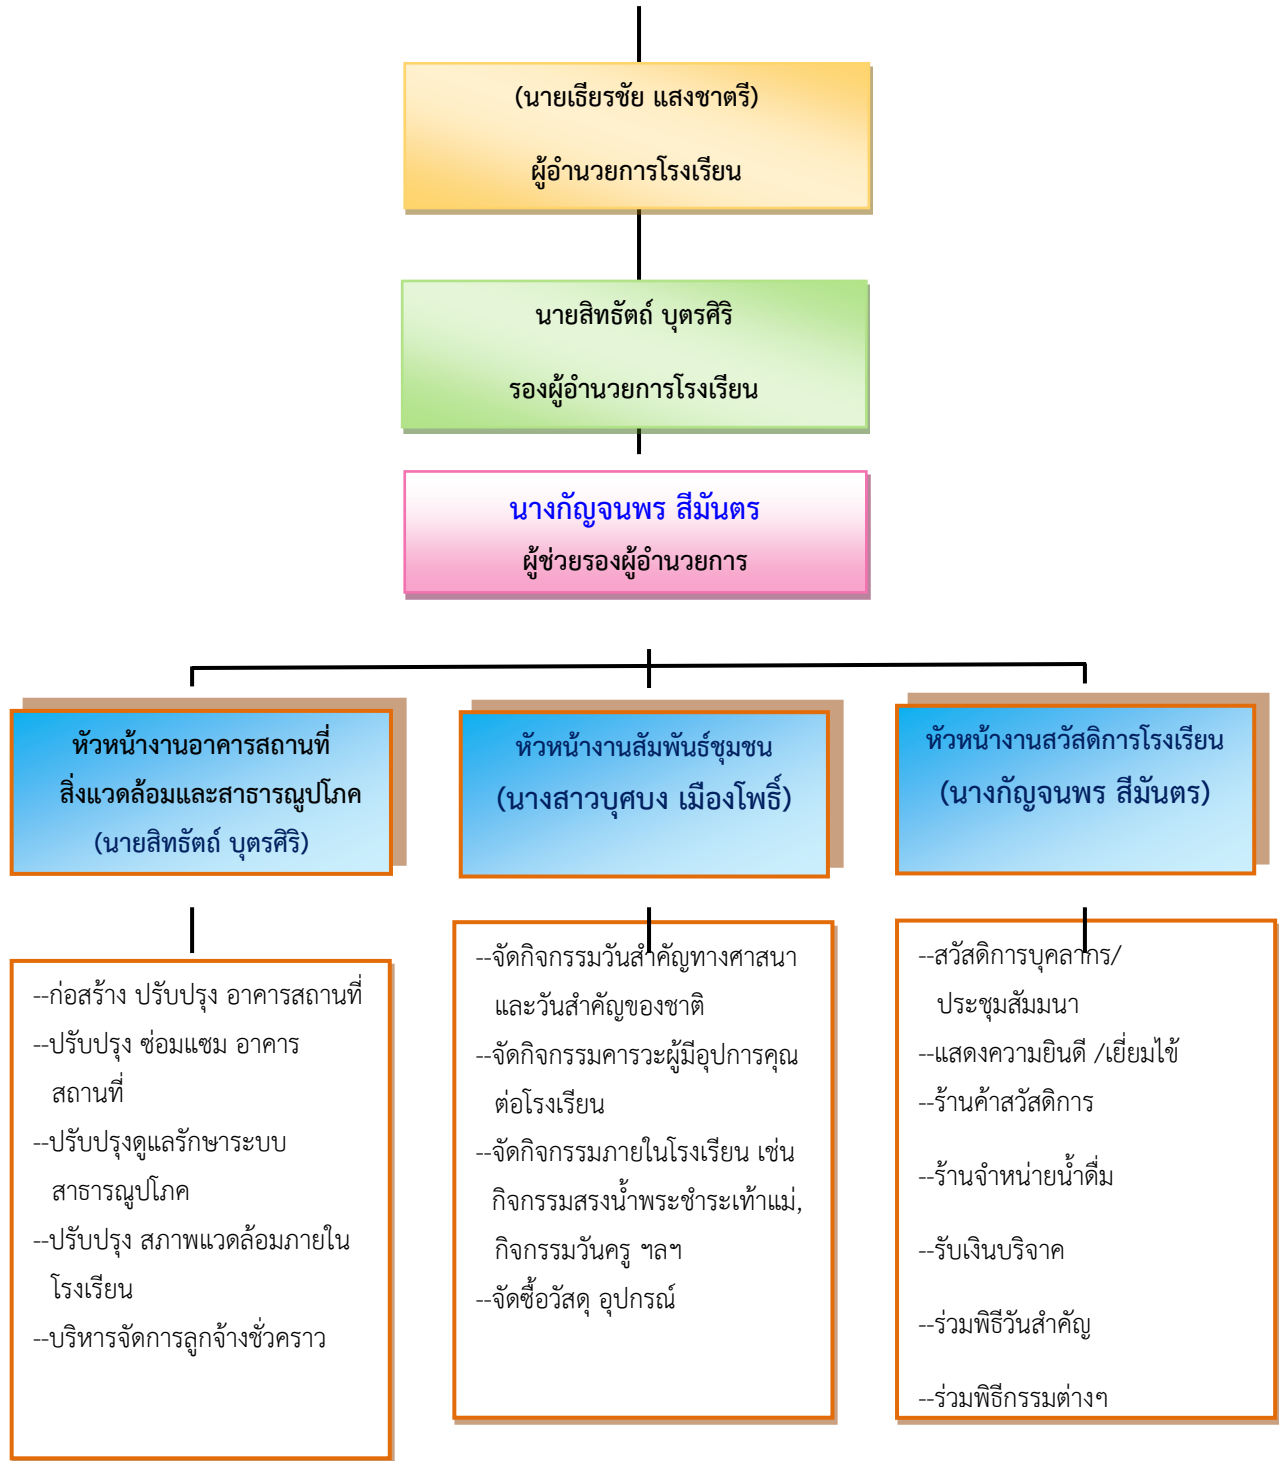 (นายเธียรชัย แสงชาตรี)
ผู้อำนวยการโรงเรียน
นายสิทธัตถ์ บุตรศิริ
รองผู้อำนวยการโรงเรียน
นางกัญจนพร สีมันตร
ผู้ช่วยรองผู้อำนวยการ
หัวหน้างานอาคารสถานที่
สิ่งแวดล้อมและสาธารณูปโภค
(นายสิทธัตถ์ บุตรศิริ)
หัวหน้างานสัมพันธ์ชุมชน
(นางสาวบุศบง เมืองโพธิ์)
หัวหน้างานสวัสดิการโรงเรียน
(นางกัญจนพร สีมันตร)
--ก่อสร้าง ปรับปรุง อาคารสถานที่
--ปรับปรุง ซ่อมแซม อาคาร
สถานที่
--ปรับปรุงดูแลรักษาระบบ
สาธารณูปโภค
--ปรับปรุง สภาพแวดล้อมภายใน
โรงเรียน
--บริหารจัดการลูกจ้างชั่วคราว
--จัดกิจกรรมวันสำคัญทางศาสนา
และวันสำคัญของชาติ
--จัดกิจกรรมคารวะผู้มีอุปการคุณ
ต่อโรงเรียน
--จัดกิจกรรมภายในโรงเรียน เช่น
กิจกรรมสรงน้ำพระชำระเท้าแม่,
กิจกรรมวันครู ฯลฯ
--จัดซื้อวัสดุ อุปกรณ์
--สวัสดิการบุคลากร/
ประชุมสัมมนา
--แสดงความยินดี /เยี่ยมไข้
--ร้านค้าสวัสดิการ
--ร้านจำหน่ายน้ำดื่ม
--รับเงินบริจาค
--ร่วมพิธีวันสำคัญ
--ร่วมพิธีกรรมต่างๆ